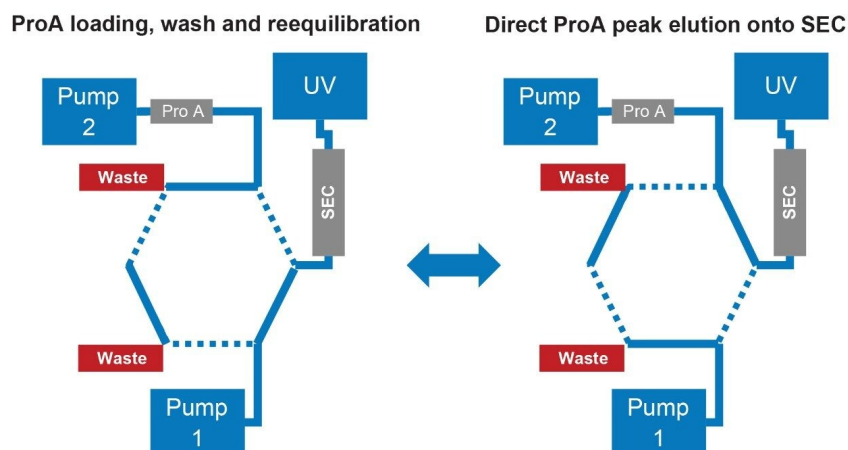 ProA loading, wash and reequilibration
Direct ProA peak elution onto SEC
Pump
2
Pro A
UV
Waste
SEC
Waste
Pump
1
Pump
2
Pro A
UV
Waste
SEC
Waste
Pump
1